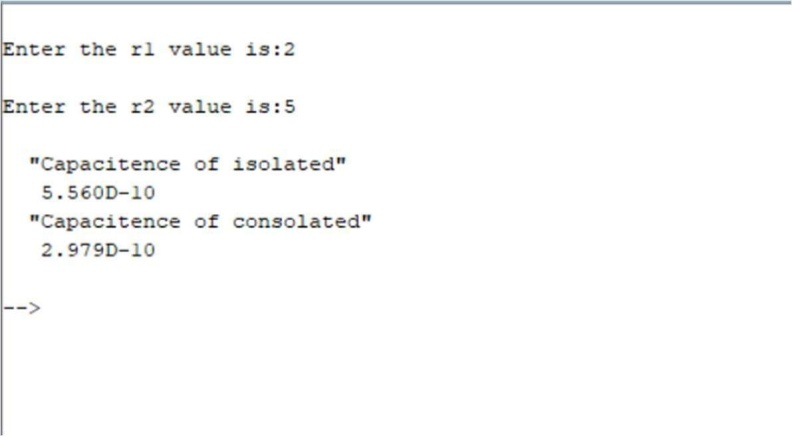 Enter the r1 value is:2
Enter the r2 value is:5
"Capacitence of isolated"
5.560D-10
"Capacitence of consolated"
2.979D-10
-->